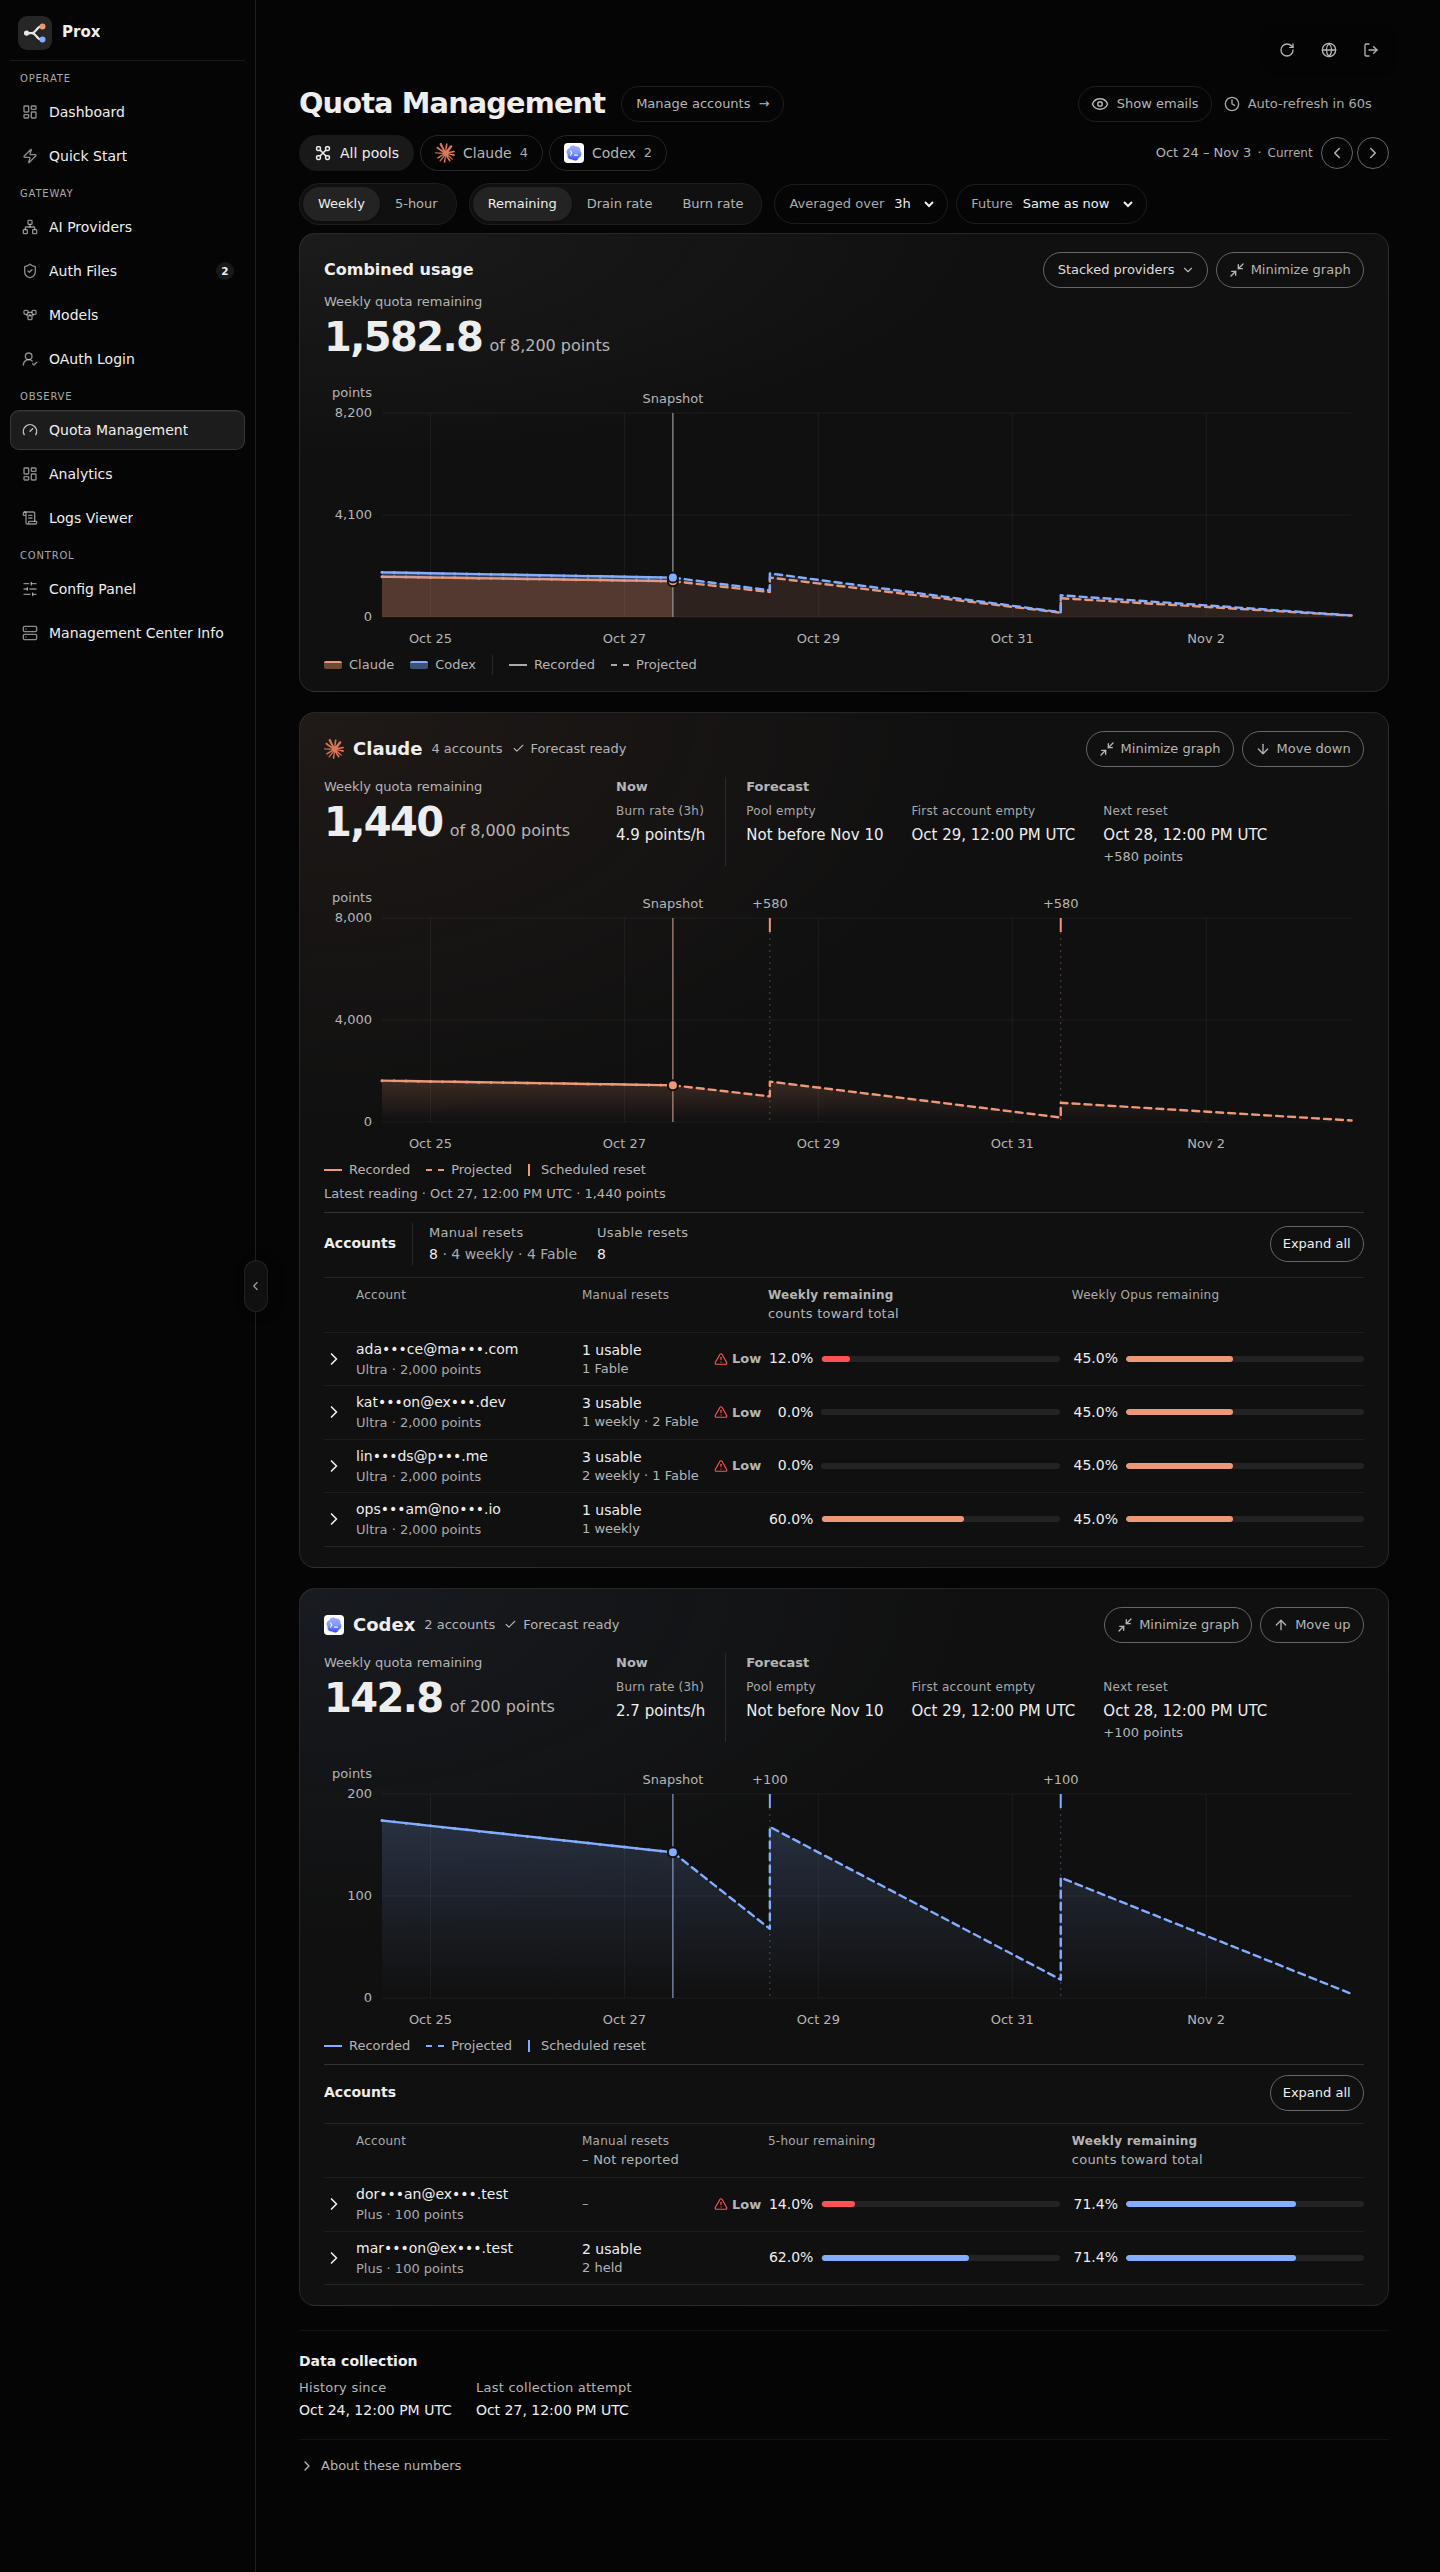 Prox
OPERATE
Dashboard
Quick Start
GATEWAY
AI Providers
Auth Files 2
Models
OAuth Login
OBSERVE
Quota Management
Analytics
Logs Viewer
CONTROL
Config Panel
Management Center Info
Quota Management Manage accounts → Show emails Auto-refresh in 60s
All pools Claude 4 Codex 2 Oct 24 – Nov 3 · Current
Weekly 5-hour Remaining Drain rate Burn rate Averaged over 3h Future Same as now
Combined usage Stacked providers Minimize graph
Weekly quota remaining
1,582.8 of 8,200 points
points Snapshot
8,200
4,100
0
Oct 25 Oct 27 Oct 29 Oct 31 Nov 2
Claude Codex Recorded Projected
Claude 4 accounts Forecast ready Minimize graph Move down
Weekly quota remaining Now Forecast
Burn rate (3h) Pool empty First account empty Next reset
1,440 of 8,000 points 4.9 points/h Not before Nov 10 Oct 29, 12:00 PM UTC Oct 28, 12:00 PM UTC
+580 points
points Snapshot +580 +580
8,000
4,000
0
Oct 25 Oct 27 Oct 29 Oct 31 Nov 2
Recorded Projected Scheduled reset
Latest reading · Oct 27, 12:00 PM UTC · 1,440 points
Accounts Manual resets Usable resets Expand all
8 · 4 weekly · 4 Fable 8
Account Manual resets Weekly remaining Weekly Opus remaining
counts toward total
ada•••ce@ma•••.com 1 usable Low 12.0% 45.0%
Ultra · 2,000 points 1 Fable
kat•••on@ex•••.dev 3 usable Low 0.0% 45.0%
Ultra · 2,000 points 1 weekly · 2 Fable
lin•••ds@p•••.me 3 usable Low 0.0% 45.0%
Ultra · 2,000 points 2 weekly · 1 Fable
ops•••am@no•••.io 1 usable 60.0% 45.0%
Ultra · 2,000 points 1 weekly
Codex 2 accounts Forecast ready Minimize graph Move up
Weekly quota remaining Now Forecast
Burn rate (3h) Pool empty First account empty Next reset
142.8 of 200 points 2.7 points/h Not before Nov 10 Oct 29, 12:00 PM UTC Oct 28, 12:00 PM UTC
+100 points
points Snapshot +100 +100
200
100
0
Oct 25 Oct 27 Oct 29 Oct 31 Nov 2
Recorded Projected Scheduled reset
Accounts Expand all
Account Manual resets 5-hour remaining Weekly remaining
– Not reported counts toward total
dor•••an@ex•••.test – Low 14.0% 71.4%
Plus · 100 points
mar•••on@ex•••.test 2 usable 62.0% 71.4%
Plus · 100 points 2 held
Data collection
History since Last collection attempt
Oct 24, 12:00 PM UTC Oct 27, 12:00 PM UTC
About these numbers